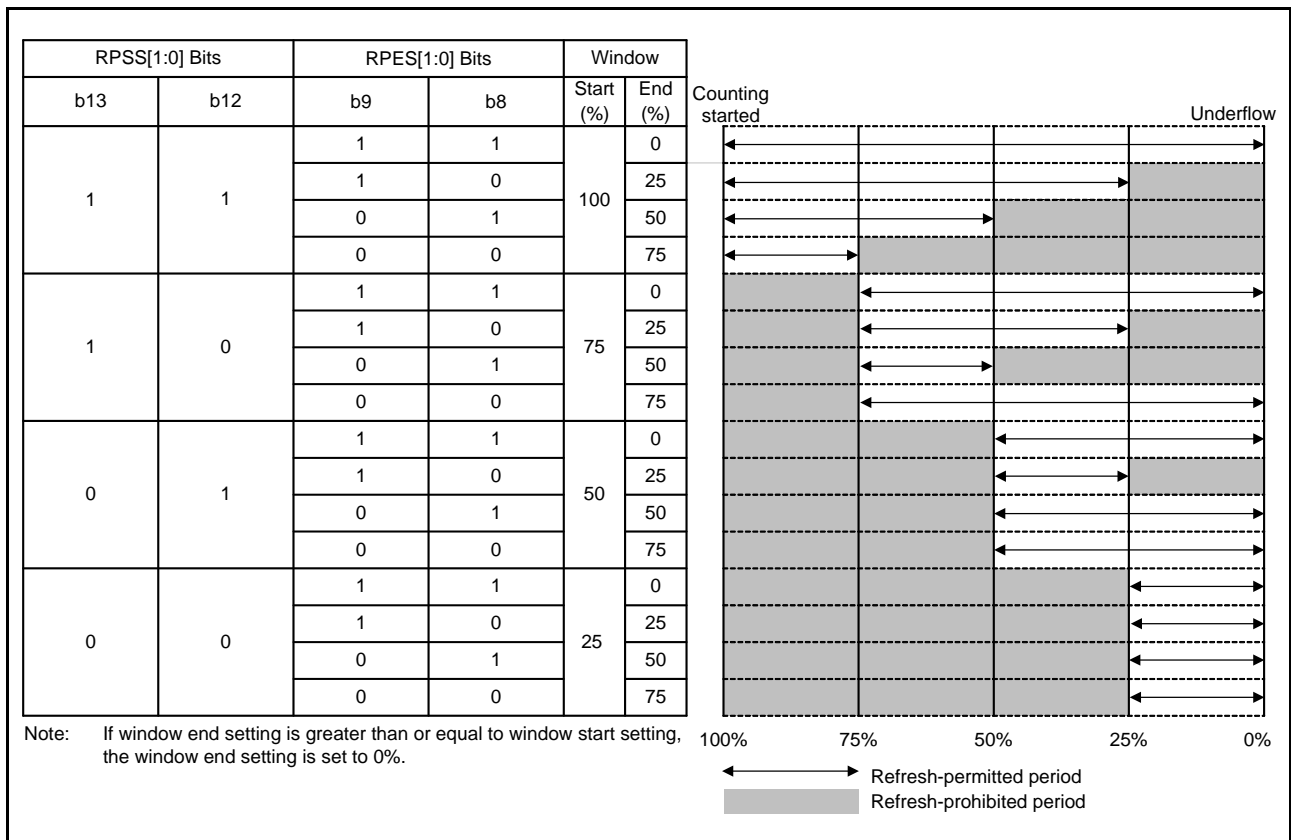 RPSS[1:0] Bits RPES[1:0] Bits Window
b13 b12 b9 b8 Start (%) End (%) Counting started Underflow
1 1 1 1 100 0
1 0 25
0 1 50
0 0 75
1 0 1 1 75 0
1 0 25
0 1 50
0 0 75
0 1 1 1 50 0
1 0 25
0 1 50
0 0 75
0 0 1 1 25 0
1 0 25
0 1 50
0 0 75
Note: If window end setting is greater than or equal to window start setting,
the window end setting is set to 0%.
100% 75% 50% 25% 0%
Refresh-permitted period
Refresh-prohibited period